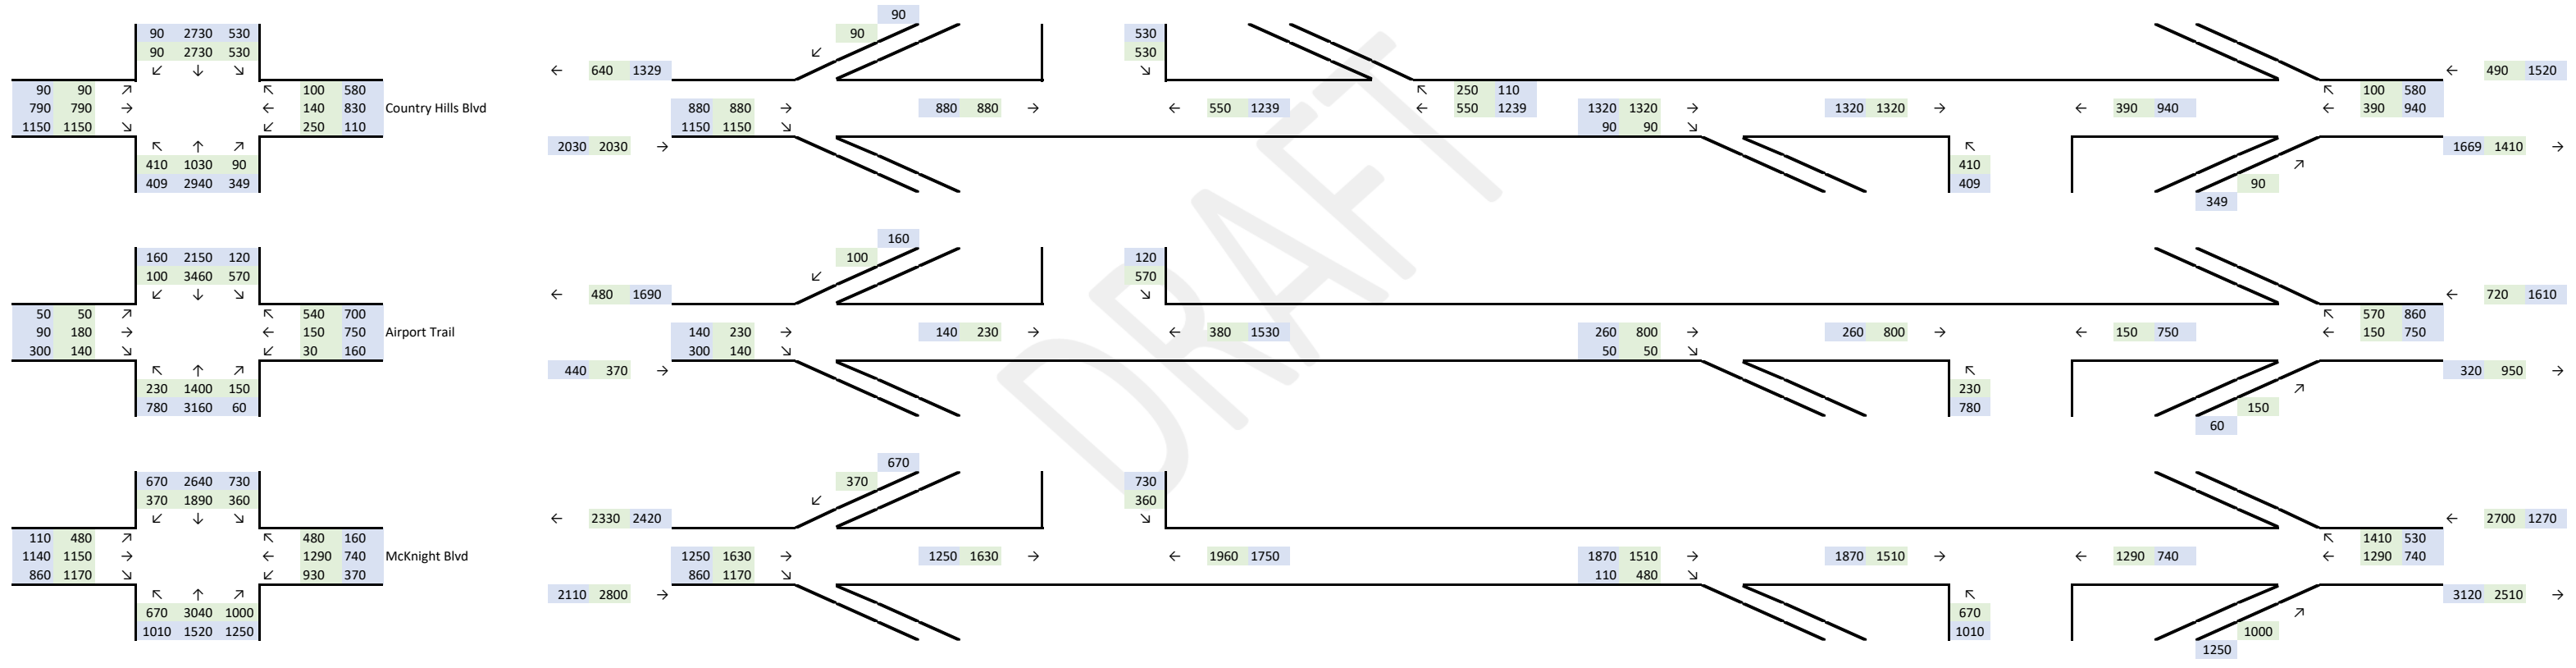 90
90 2730 530 530
90 2730 530 90 530
← 640 1329 ← 490 1520
↙ ↓ ↘ ↙ ↘
90 90 ↗ ↖ 100 580 ↖ 250 110 ↖ 100 580
790 790 → ← 140 830 Country Hills Blvd 880 880 → 880 880 → ← 550 1239 ← 550 1239 1320 1320 → 1320 1320 → ← 390 940 ← 390 940
1150 1150 ↘ ↙ 250 110 1150 1150 ↘ 90 90 ↘
2030 2030 → 1669 1410 →
↖ ↑ ↗ ↖
410 1030 90 410 ↗
409 2940 349 409 90
349
160
160 2150 120 120
100 3460 570 100 570
← 480 1690 ← 720 1610
↙ ↓ ↘ ↙ ↘
50 50 ↗ ↖ 540 700 ↖ 570 860
90 180 → ← 150 750 Airport Trail 140 230 → 140 230 → ← 380 1530 260 800 → 260 800 → ← 150 750 ← 150 750
300 140 ↘ ↙ 30 160 300 140 ↘ 50 50 ↘
440 370 → 320 950 →
↖ ↑ ↗ ↖
230 1400 150 230 ↗
780 3160 60 780 150
60
670
670 2640 730 730
370 1890 360 370 360
← 2330 2420 ← 2700 1270
↙ ↓ ↘ ↙ ↘
110 480 ↗ ↖ 480 160 ↖ 1410 530
1140 1150 → ← 1290 740 McKnight Blvd 1250 1630 → 1250 1630 → ← 1960 1750 1870 1510 → 1870 1510 → ← 1290 740 ← 1290 740
860 1170 ↘ ↙ 930 370 860 1170 ↘ 110 480 ↘
2110 2800 → 3120 2510 →
↖ ↑ ↗ ↖
670 3040 1000 670 ↗
1010 1520 1250 1010 1000
1250
DRAFT